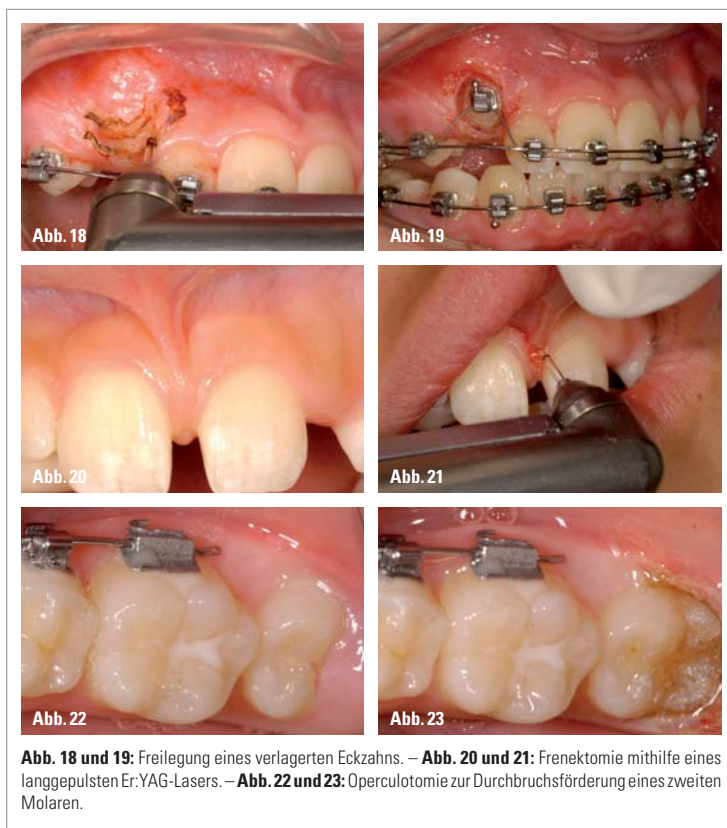 Abb. 18
Abb. 19
Abb. 20
Abb. 21
Abb. 22
Abb. 23
Abb. 18 und 19: Freilegung eines verlagerten Eckzahns. – Abb. 20 und 21: Frenektomie mithilfe eines
langgepulsten Er:YAG-Lasers. – Abb. 22 und 23: Operculotomie zur Durchbruchsförderung eines zweiten
Molaren.